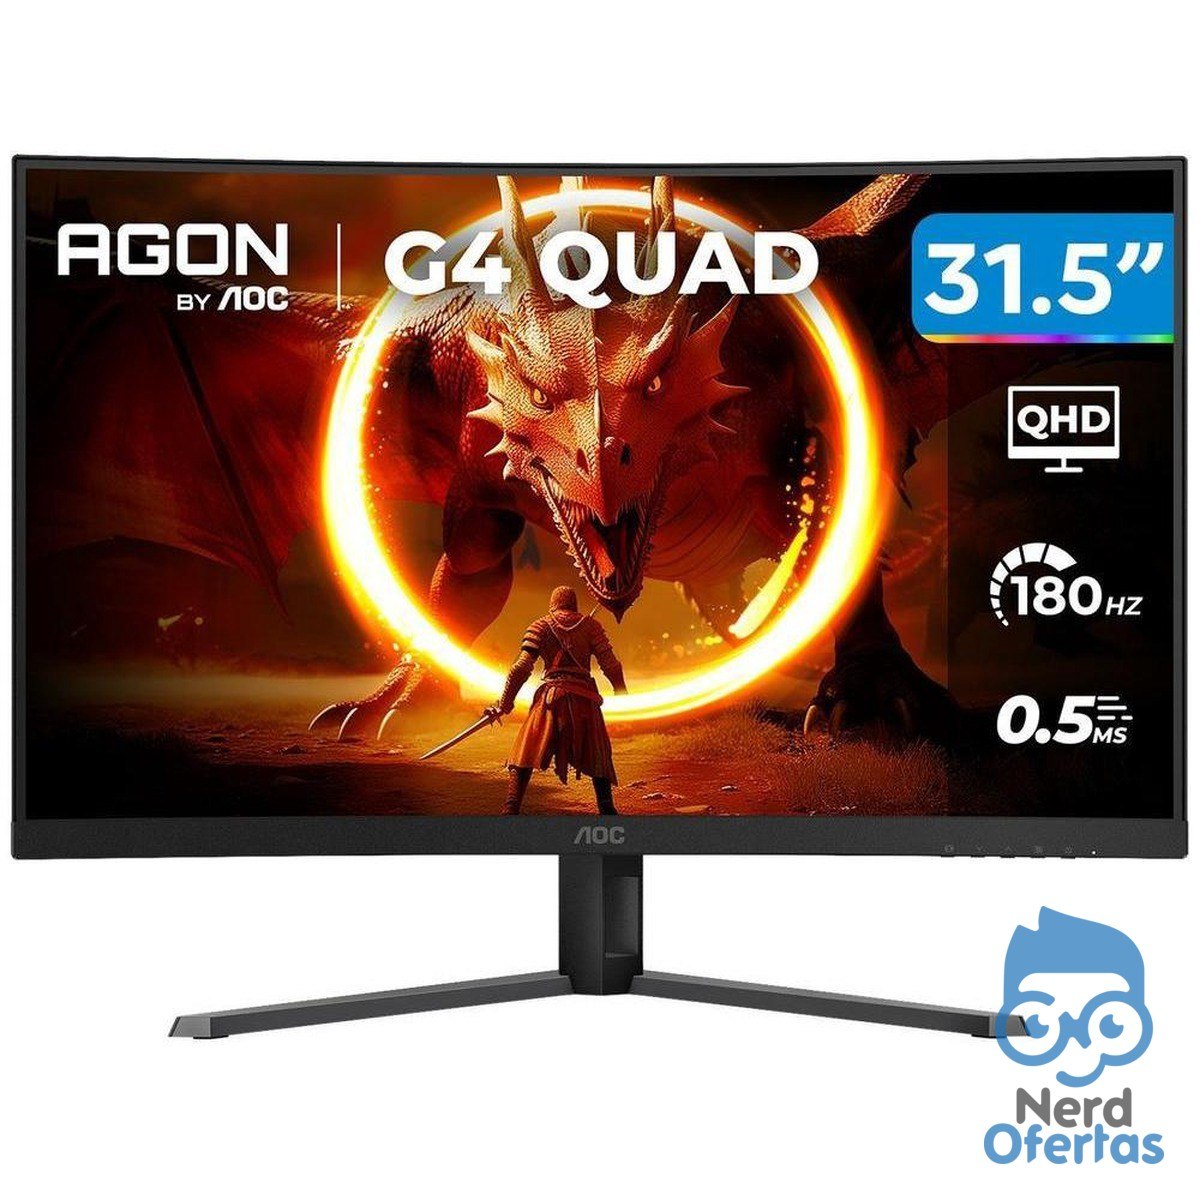 AGON
BY AOC
G4 QUAD
31.5”
QHD
180HZ
0.5MS
AOC
Nerd
Ofertas